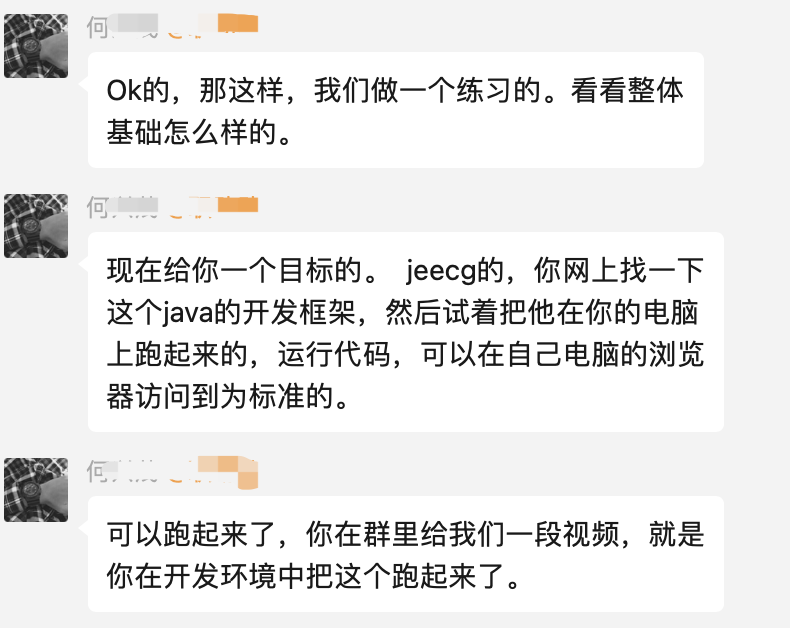 何
Ok的，那这样，我们做一个练习的。看看整体
基础怎么样的。
何
现在给你一个目标的。 jeecg的，你网上找一下
这个java的开发框架，然后试着把他在你的电脑
上跑起来的，运行代码，可以在自己电脑的浏览
器访问到为标准的。
何
可以跑起来了，你在群里给我们一段视频，就是
你在开发环境中把这个跑起来了。